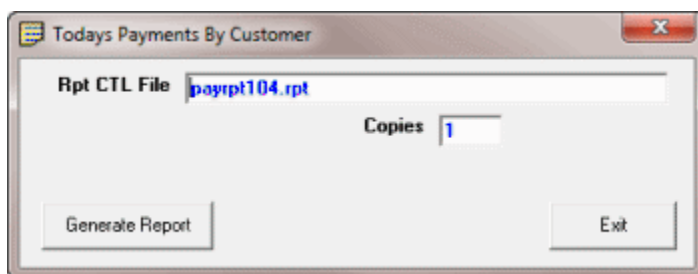 Todays Payments By Customer
Rpt CTL File payrpt104.rpt
Copies 1
Generate Report Exit